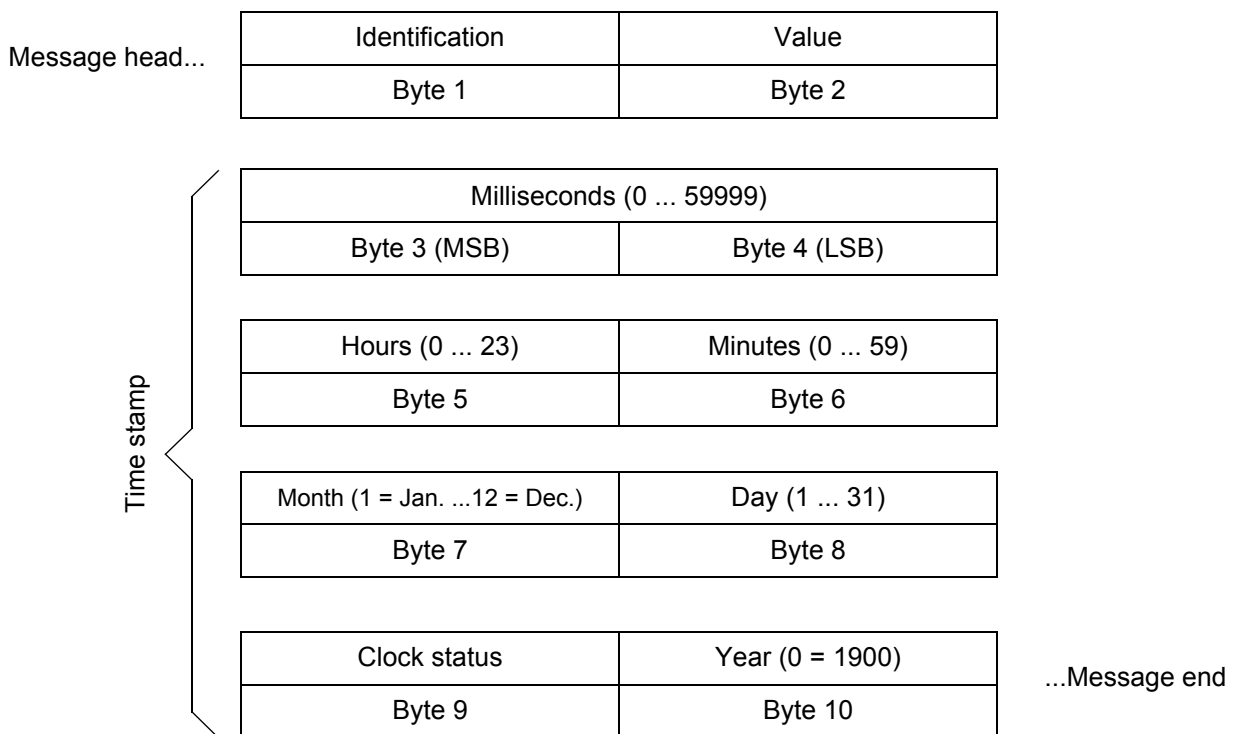 Message head...
Identification Value
Byte 1 Byte 2
Time stamp
Milliseconds (0 ... 59999)
Byte 3 (MSB) Byte 4 (LSB)
Hours (0 ... 23) Minutes (0 ... 59)
Byte 5 Byte 6
Month (1 = Jan. ...12 = Dec.) Day (1 ... 31)
Byte 7 Byte 8
Clock status Year (0 = 1900)
Byte 9 Byte 10
...Message end